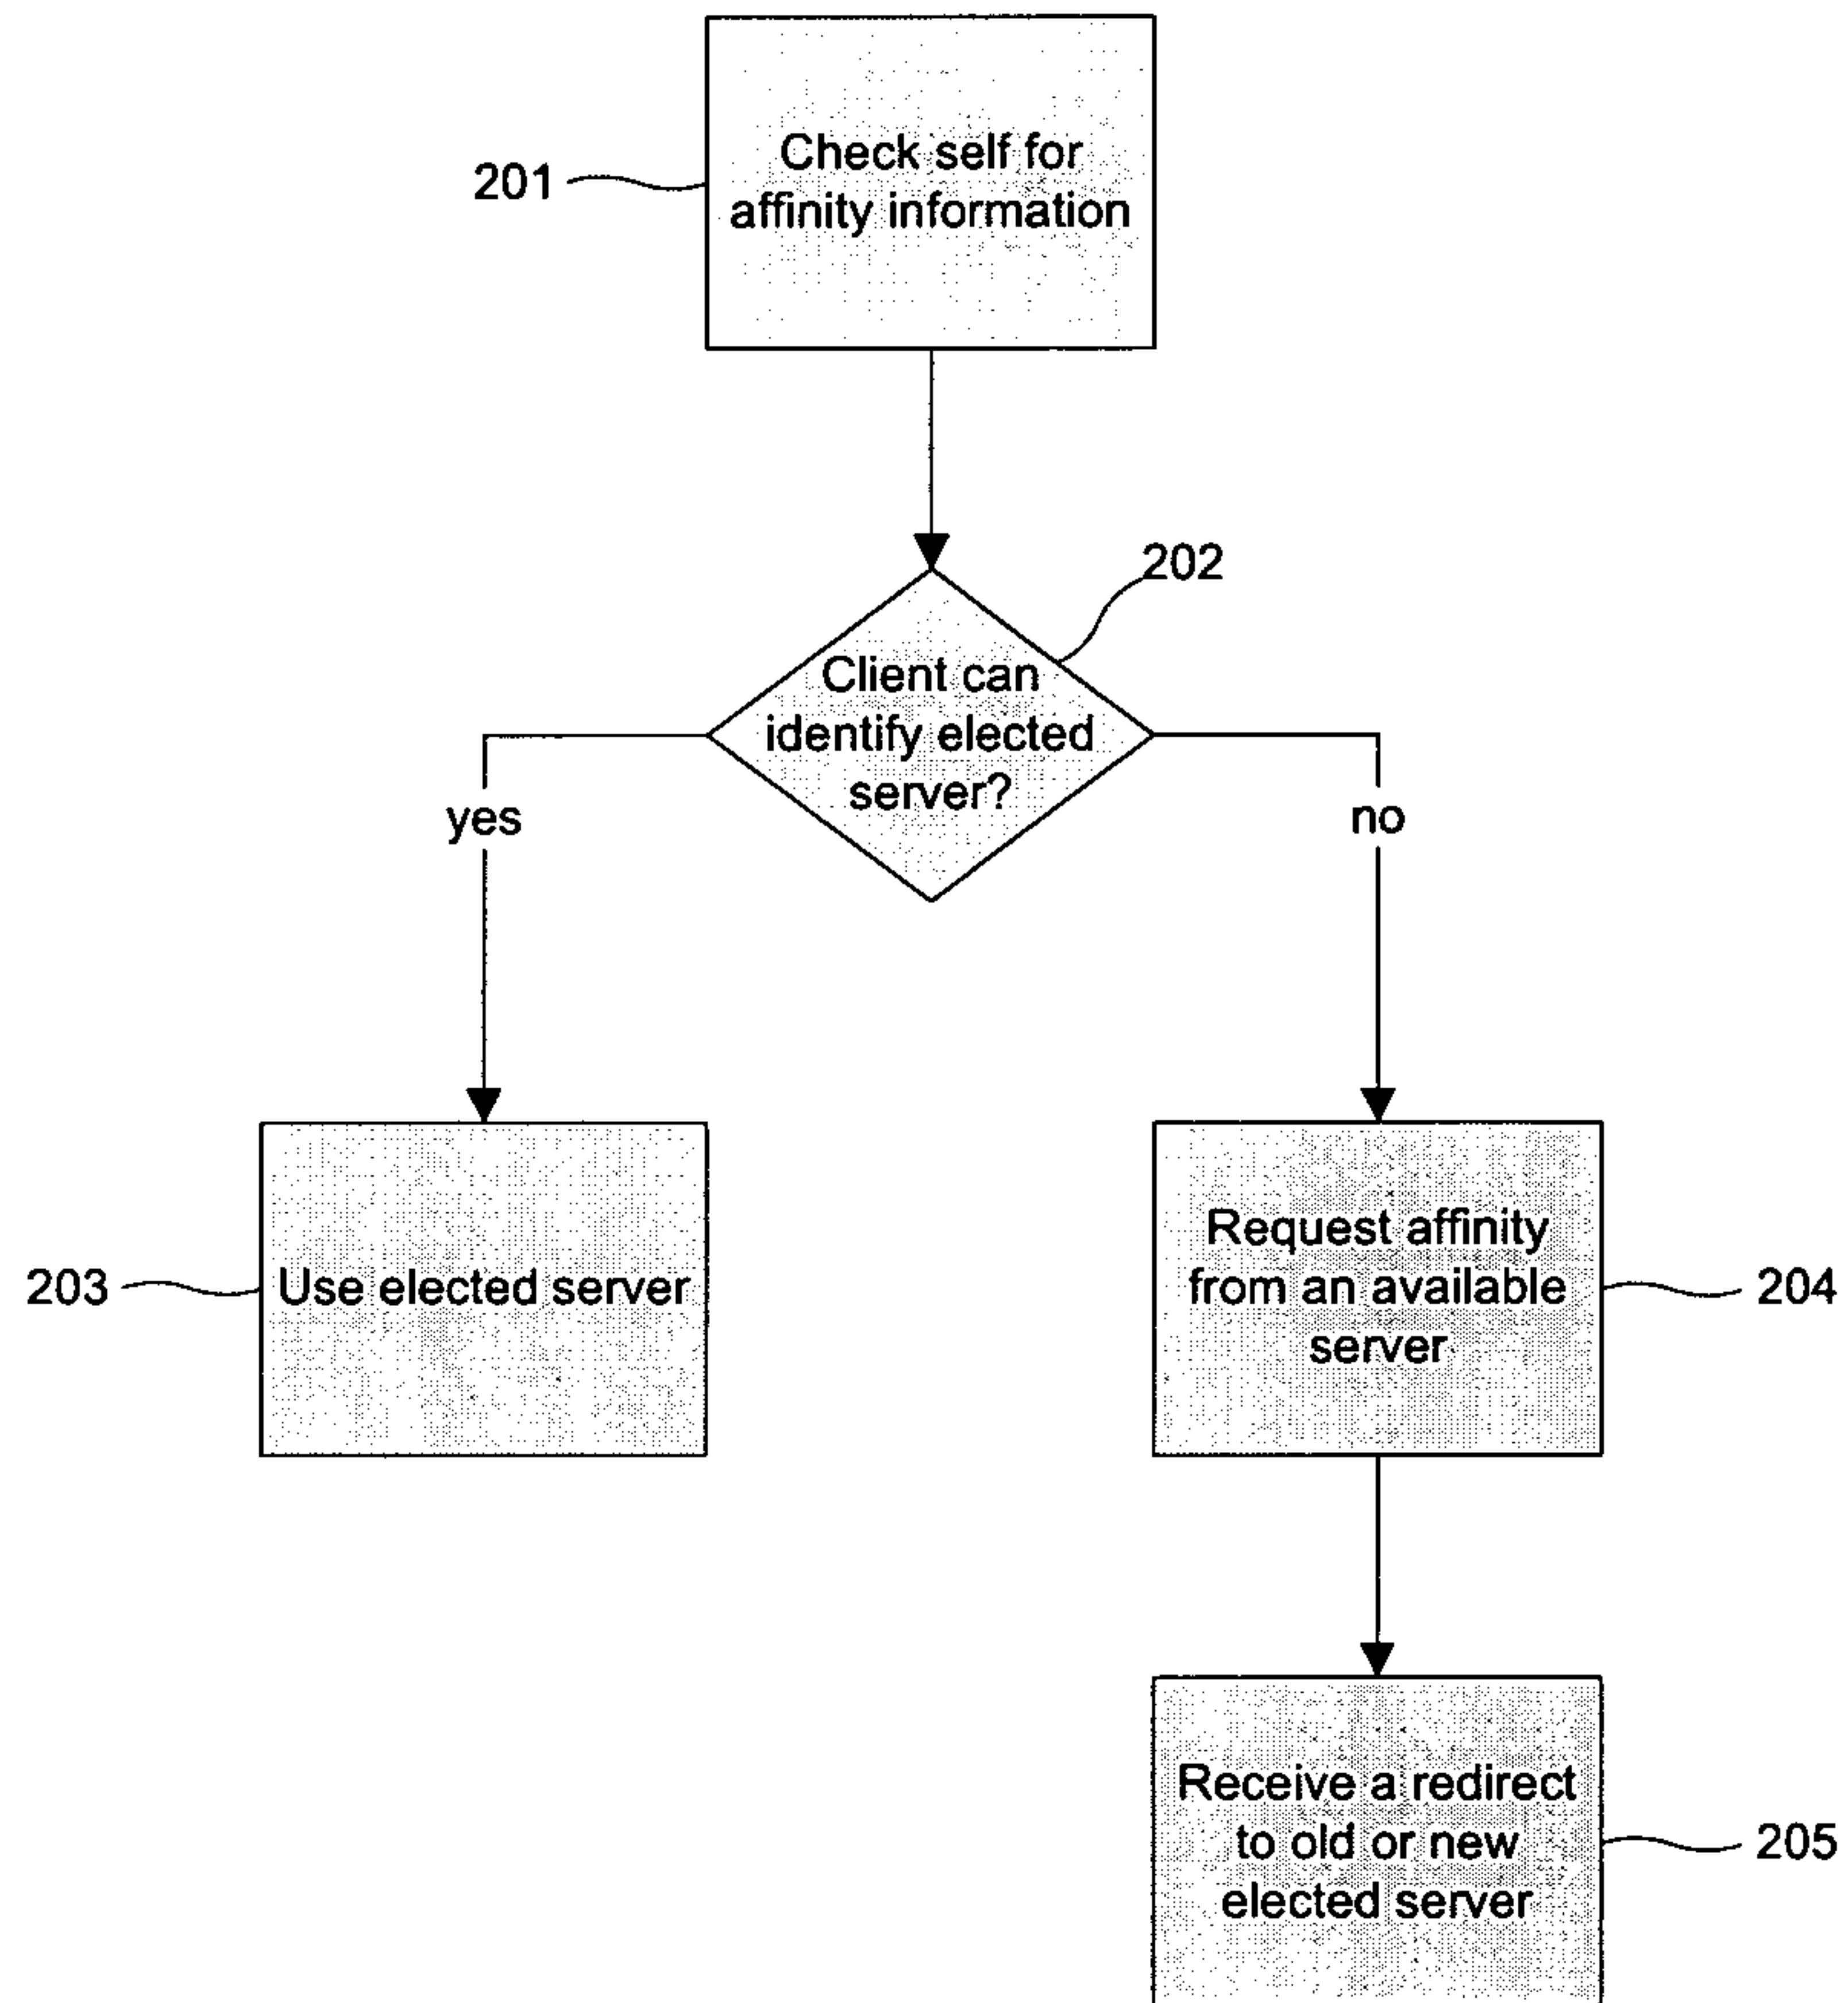 Check self for
affinity information
201
202
Client can
identify elected
server?
yes
no
203
Use elected server
Request affinity
from an available
server
204
Receive a redirect
to old or new
elected server
205